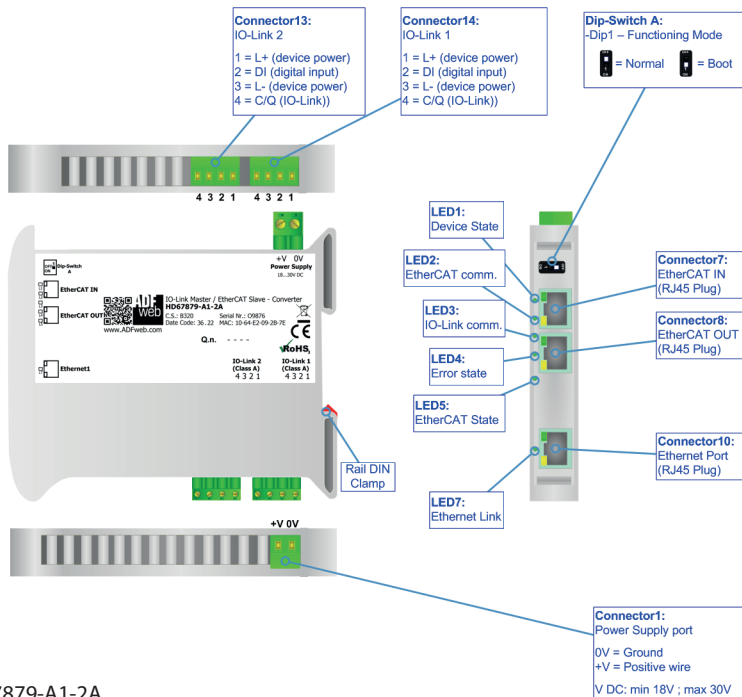 Connector13:
IO-Link 2
1 = L+ (device power)
2 = DI (digital input)
3 = L- (device power)
4 = C/Q (IO-Link))
Connector14:
IO-Link 1
1 = L+ (device power)
2 = DI (digital input)
3 = L- (device power)
4 = C/Q (IO-Link))
Dip-Switch A:
-Dip1 – Functioning Mode
= Normal
= Boot
4 3 2 1
4 3 2 1
+V 0V
Power Supply
18...30V DC
OFF
ON
Dip-Switch
A
EtherCAT IN
EtherCAT OUT
Ethernet1
ADF
web
www.ADFweb.com
IO-Link Master / EtherCAT Slave - Converter
HD67879-A1-2A
C.S.: 8320 Serial Nr.: O9876
Date Code: 36.22 MAC: 10-64-E2-09-2B-7E
Q.n. - - - -
CE
RoHS
IO-Link 2
(Class A)
4 3 2 1
IO-Link 1
(Class A)
4 3 2 1
Rail DIN
Clamp
LED1:
Device State
LED2:
EtherCAT comm.
LED3:
IO-Link comm.
LED4:
Error state
LED5:
EtherCAT State
LED7:
Ethernet Link
Connector7:
EtherCAT IN
(RJ45 Plug)
Connector8:
EtherCAT OUT
(RJ45 Plug)
Connector10:
Ethernet Port
(RJ45 Plug)
+V 0V
Connector1:
Power Supply port
0V = Ground
+V = Positive wire
V DC: min 18V ; max 30V
7879-A1-2A